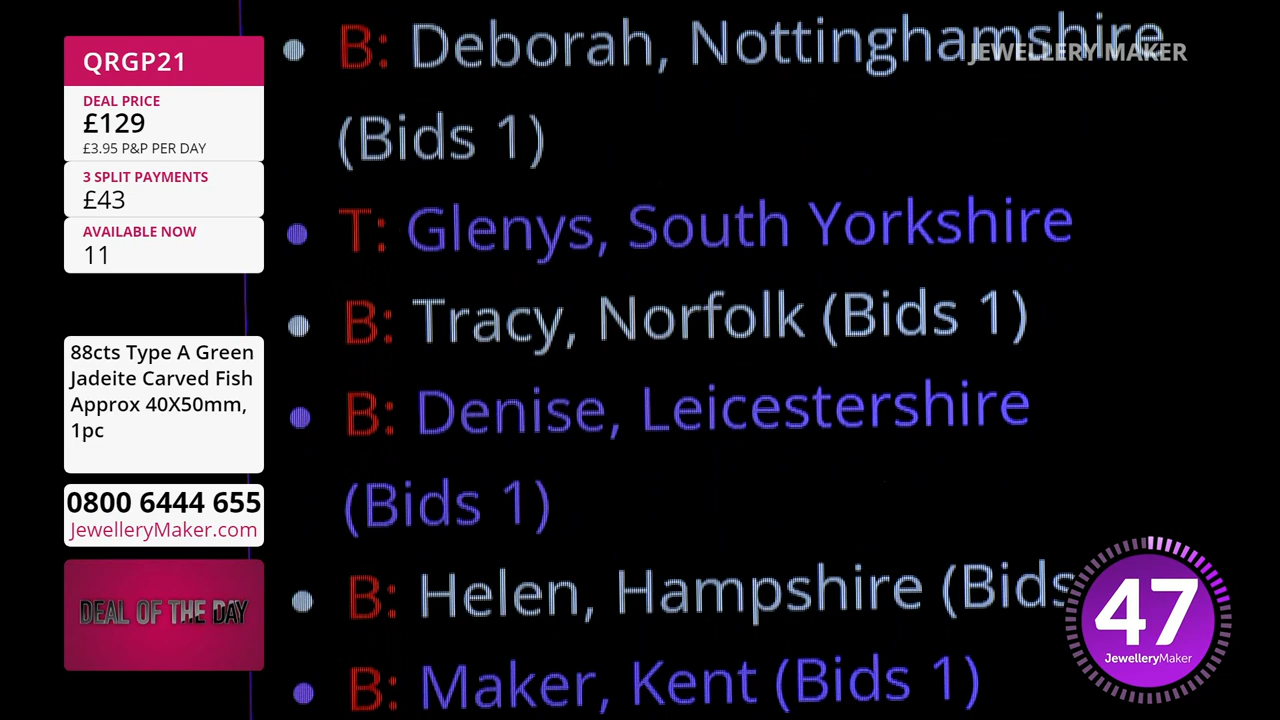 QRGP21
DEAL PRICE
£129
£3.95 P&P PER DAY
3 SPLIT PAYMENTS
£43
AVAILABLE NOW
11
88cts Type A Green
Jadeite Carved Fish
Approx 40X50mm,
1pc
0800 6444 655
JewelleryMaker.com
DEAL OF THE DAY
JEWELLERY MAKER
• B: Deborah, Nottinghamshire
(Bids 1)
• T: Glenys, South Yorkshire
• B: Tracy, Norfolk (Bids 1)
• B: Denise, Leicestershire
(Bids 1)
• B: Helen, Hampshire (Bids
• B: Maker, Kent (Bids 1)
47
JewelleryMaker